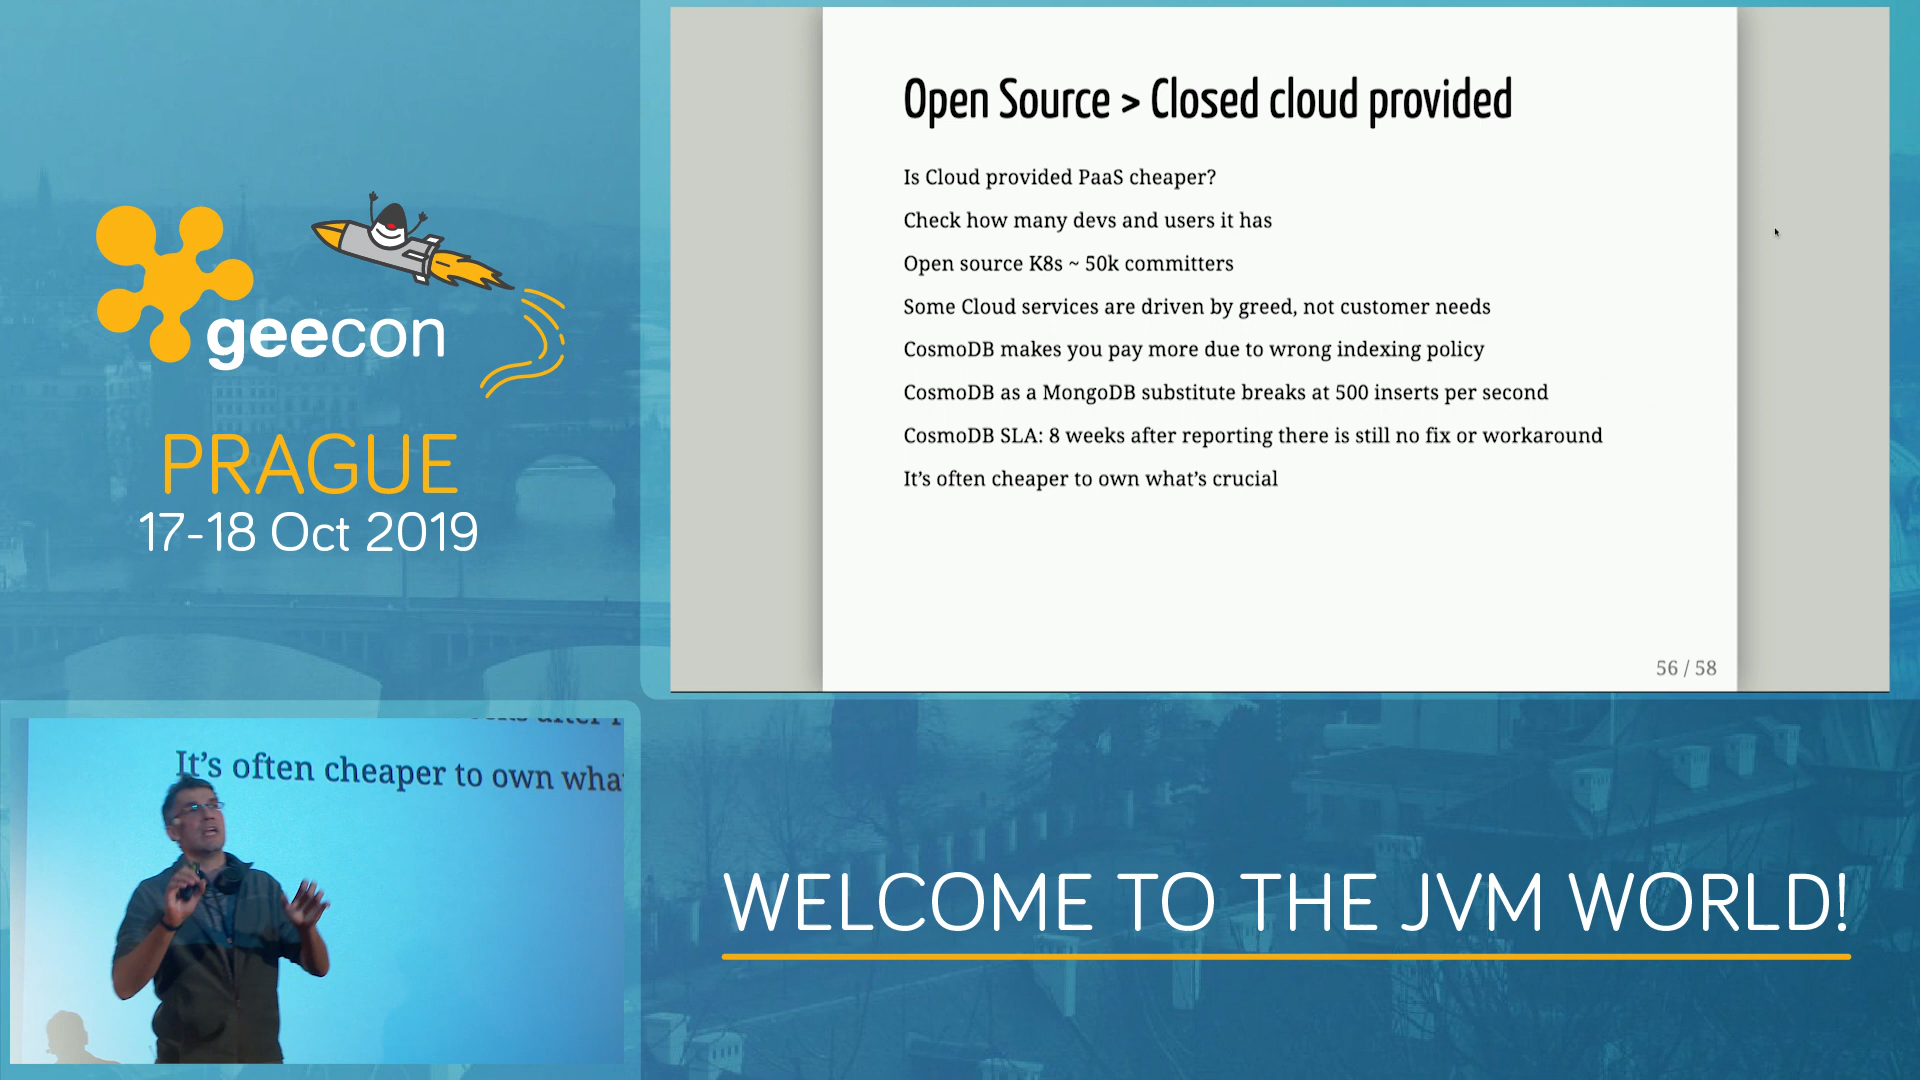 geecon
PRAGUE
17-18 Oct 2019
Open Source > Closed cloud provided
Is Cloud provided PaaS cheaper?
Check how many devs and users it has
Open source K8s ~ 50k committers
Some Cloud services are driven by greed, not customer needs
CosmoDB makes you pay more due to wrong indexing policy
CosmoDB as a MongoDB substitute breaks at 500 inserts per second
CosmoDB SLA: 8 weeks after reporting there is still no fix or workaround
It’s often cheaper to own what’s crucial
56 / 58
It’s often cheaper to own wha
WELCOME TO THE JVM WORLD!